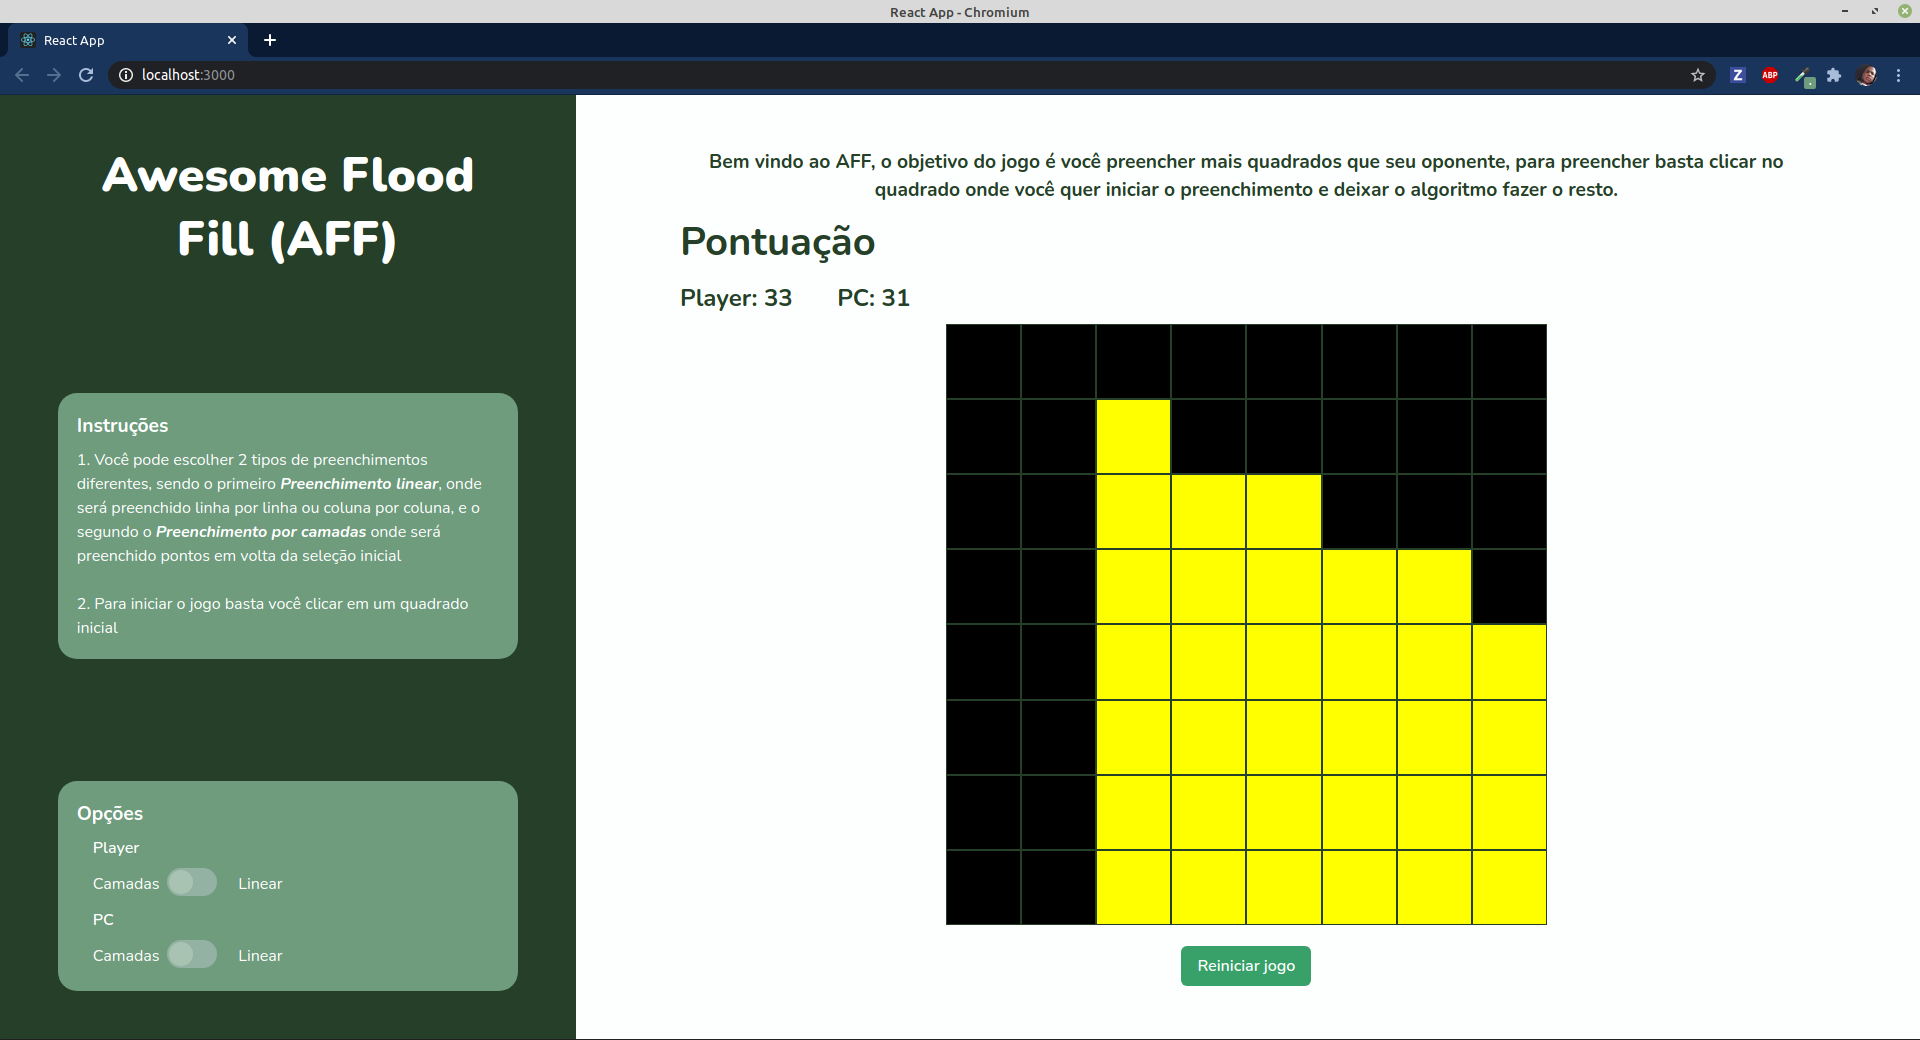 React App - Chromium
React App
localhost:3000
Z
ABP
Awesome Flood
Fill (AFF)
Instruções
1. Você pode escolher 2 tipos de preenchimentos
diferentes, sendo o primeiro Preenchimento linear, onde
será preenchido linha por linha ou coluna por coluna, e o
segundo o Preenchimento por camadas onde será
preenchido pontos em volta da seleção inicial
2. Para iniciar o jogo basta você clicar em um quadrado
inicial
Opções
Player
Camadas Linear
PC
Camadas Linear
Bem vindo ao AFF, o objetivo do jogo é você preencher mais quadrados que seu oponente, para preencher basta clicar no
quadrado onde você quer iniciar o preenchimento e deixar o algoritmo fazer o resto.
Pontuação
Player: 33 PC: 31
Reiniciar jogo